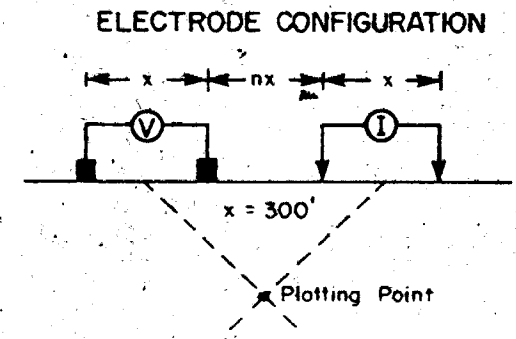 ELECTRODE CONFIGURATION
x nx x
V I
x = 300'
Plotting Point